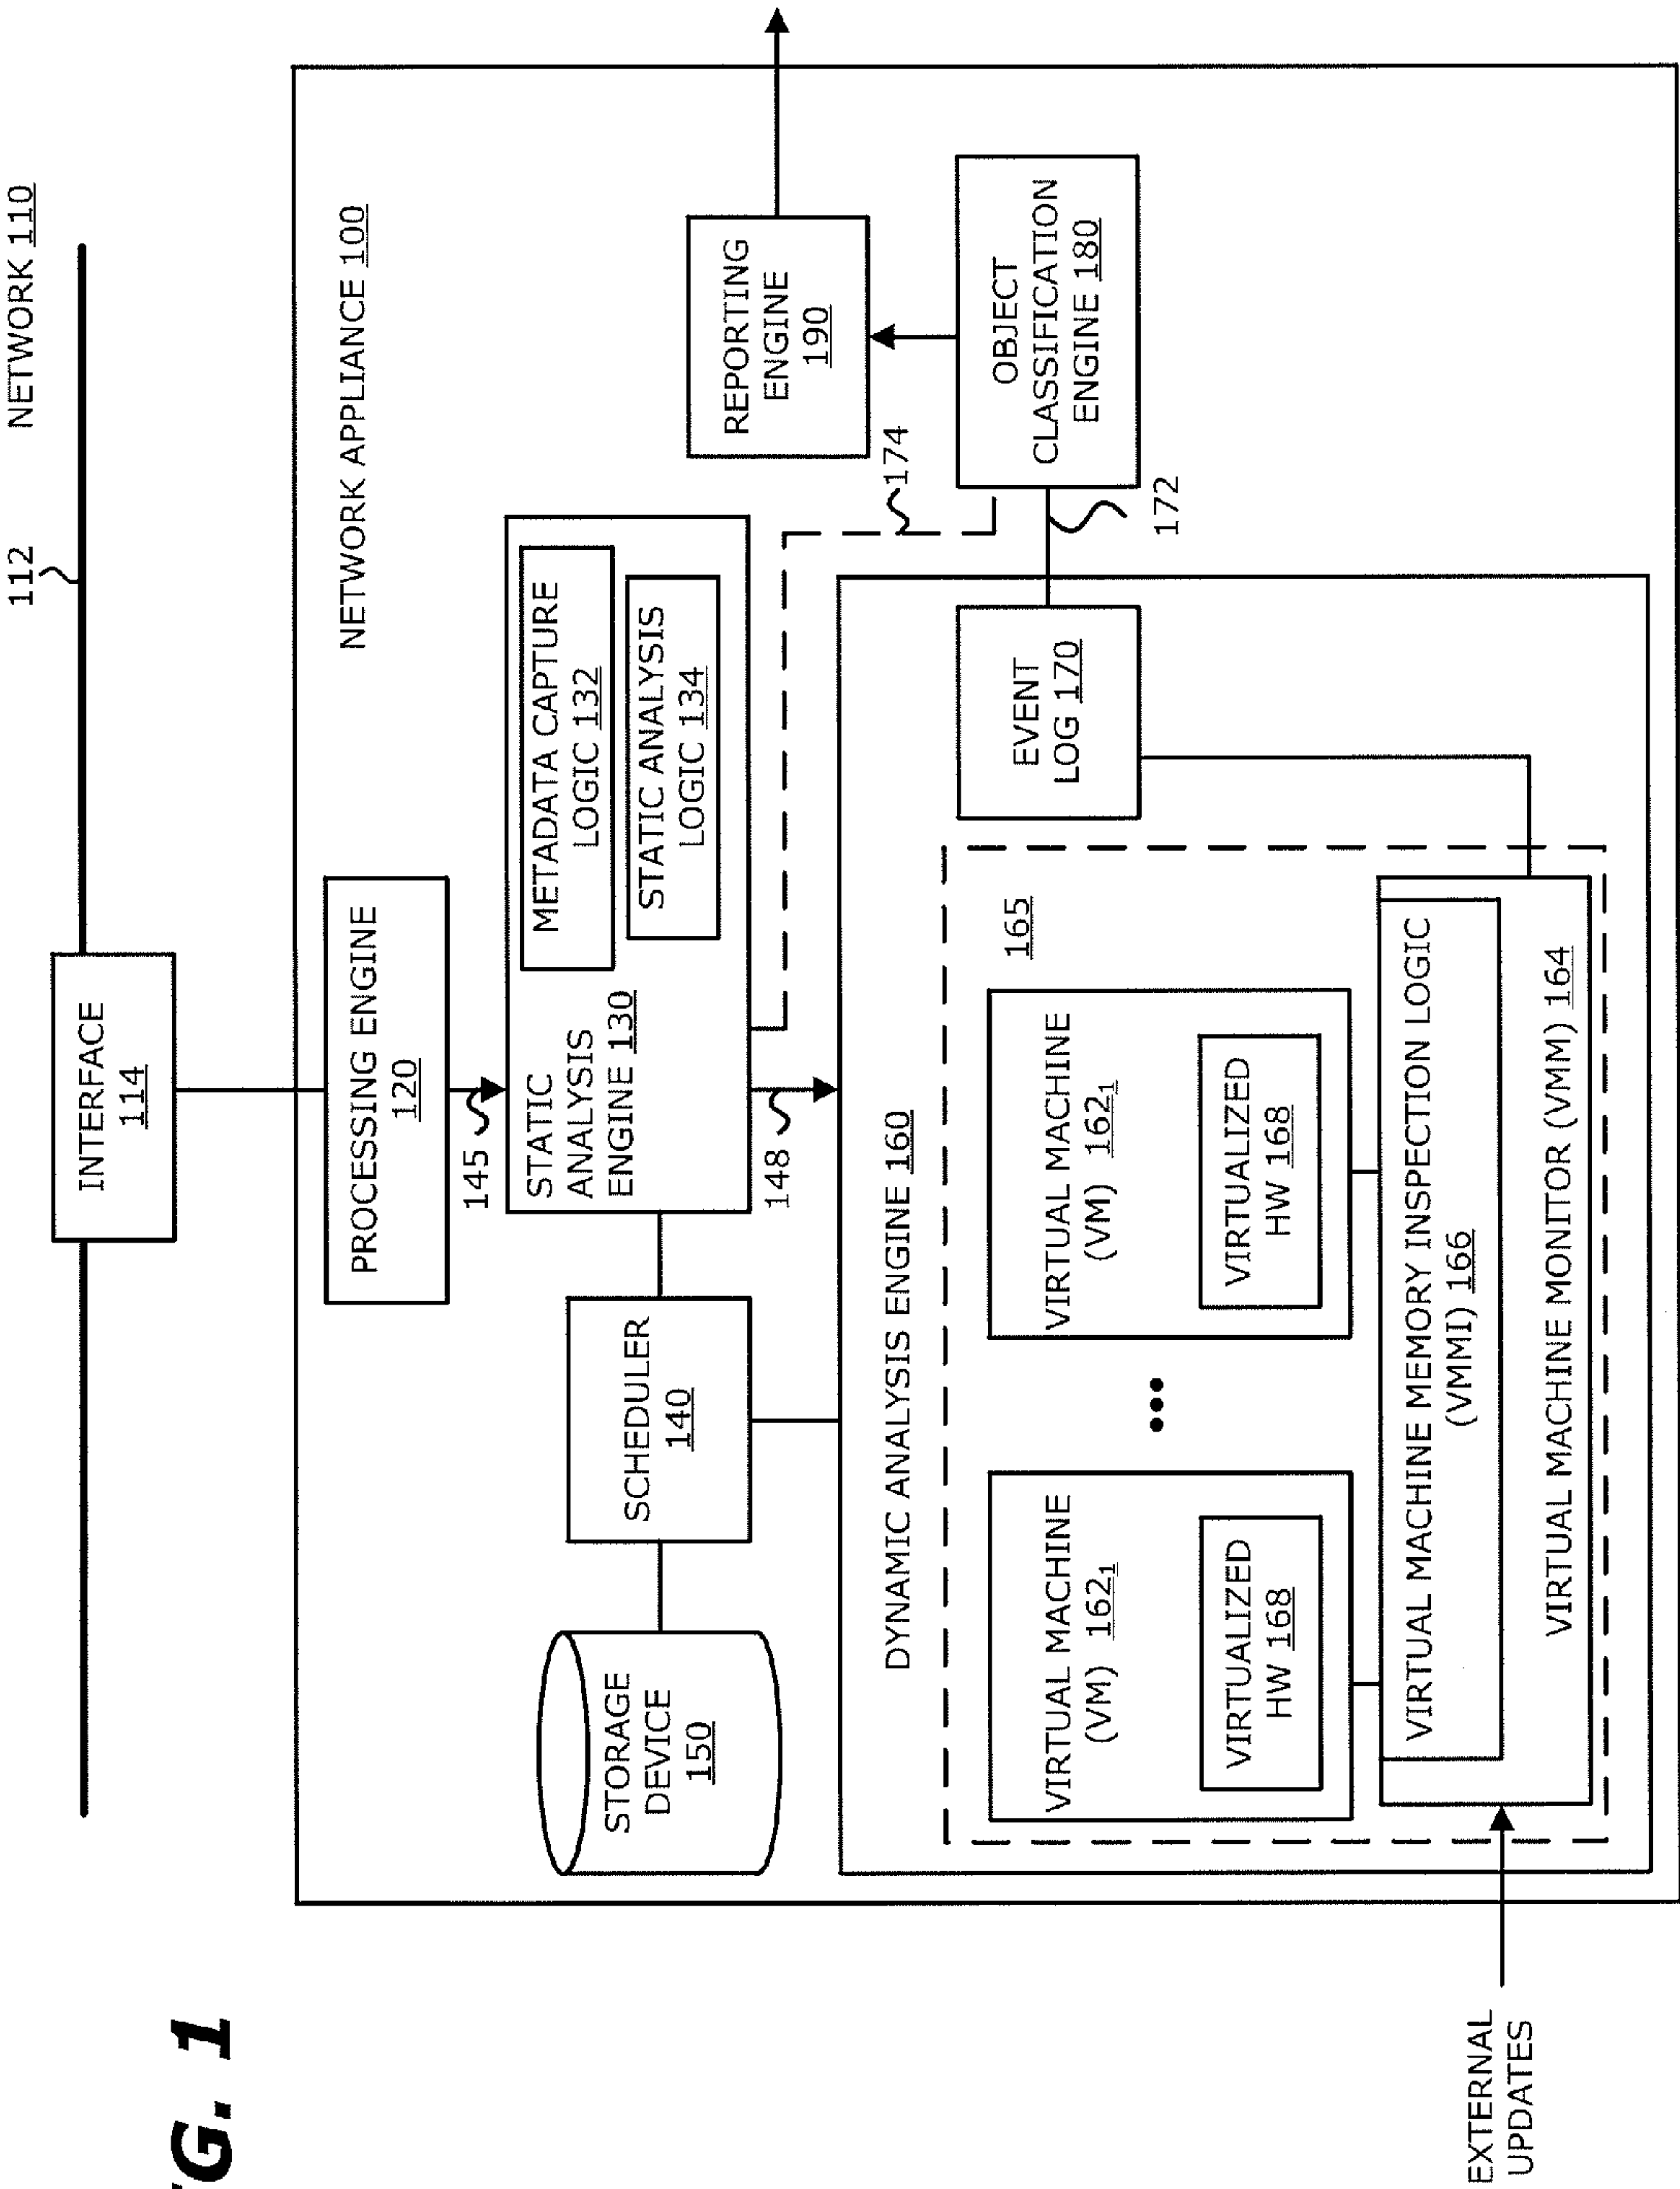 NETWORK 110
112
INTERFACE
114
NETWORK APPLIANCE 100
PROCESSING ENGINE
120
145
METADATA CAPTURE
LOGIC 132
STATIC ANALYSIS
LOGIC 134
STATIC
ANALYSIS
ENGINE 130
148
SCHEDULER
140
STORAGE
DEVICE
150
REPORTING
ENGINE
190
174
OBJECT
CLASSIFICATION
ENGINE 180
172
EVENT
LOG 170
DYNAMIC ANALYSIS ENGINE 160
165
VIRTUAL MACHINE
(VM) 162₁
VIRTUALIZED
HW 168
•••
VIRTUAL MACHINE
(VM) 162₁
VIRTUALIZED
HW 168
VIRTUAL MACHINE MEMORY INSPECTION LOGIC
(VMMI) 166
VIRTUAL MACHINE MONITOR (VMM) 164
EXTERNAL
UPDATES
G. 1